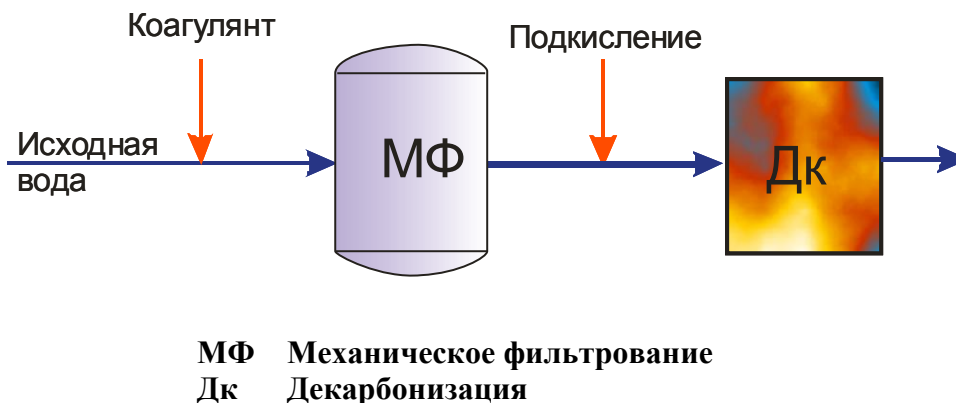 Коагулянт
Подкисление
Исходная
вода
МФ
Дк
МФ Механическое фильтрование
Дк Декарбонизация